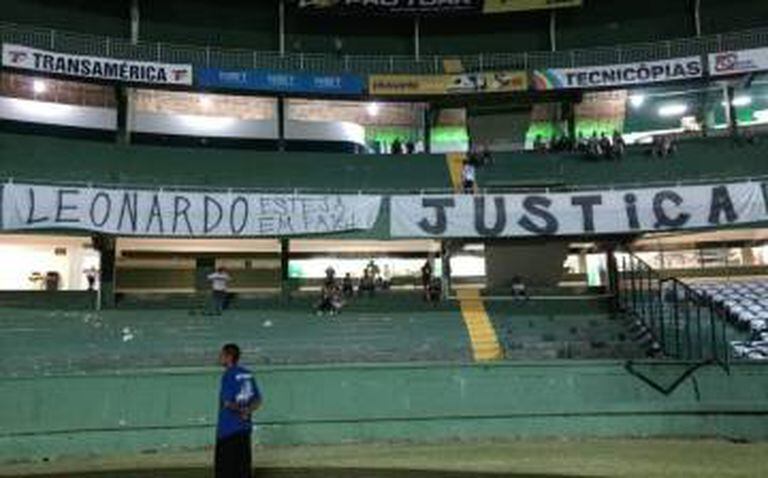 TRANSAMÉRICA
TECNICÓPIAS
LEONARDO ESTEJA
EM PAZ!
JUSTIÇA